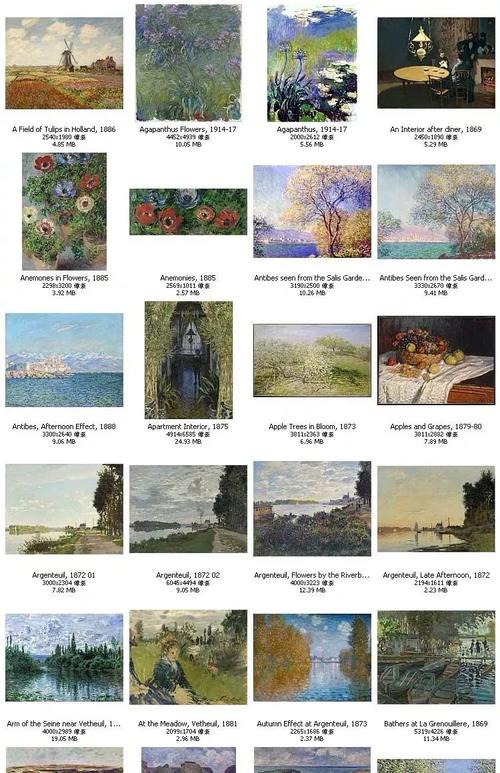 A Field of Tulips in Holland, 1886
2540x1980 像素
4.85 MB
Agapanthus Flowers, 1914-17
4452x4939 像素
10.05 MB
Agapanthus, 1914-17
2000x2612 像素
5.56 MB
An Interior after diner, 1869
2450x1890 像素
5.29 MB
Anemones in Flowers, 1885
2298x3200 像素
3.92 MB
Anemonies, 1885
2569x1011 像素
2.57 MB
Antibes seen from the Salis Garde...
3190x2500 像素
10.26 MB
Antibes Seen from the Salis Gard...
3330x2670 像素
9.41 MB
Antibes, Afternoon Effect, 1888
3300x2640 像素
9.06 MB
Apartment Interior, 1875
4914x6585 像素
24.93 MB
Apple Trees in Bloom, 1873
3811x2363 像素
6.96 MB
Apples and Grapes, 1879-80
3811x2882 像素
7.89 MB
Argenteuil, 1872 01
3000x2304 像素
7.82 MB
Argenteuil, 1872 02
6045x4494 像素
9.05 MB
Argenteuil, Flowers by the Riverb...
4000x3223 像素
12.39 MB
Argenteuil, Late Afternoon, 1872
2194x1611 像素
2.23 MB
Arm of the Seine near Vetheuil, 1...
4000x2989 像素
19.05 MB
At the Meadow, Vetheuil, 1881
2099x1704 像素
2.96 MB
Autumn Effect at Argenteuil, 1873
2265x1686 像素
2.37 MB
Bathers at La Grenouillere, 1869
5319x4226 像素
11.34 MB